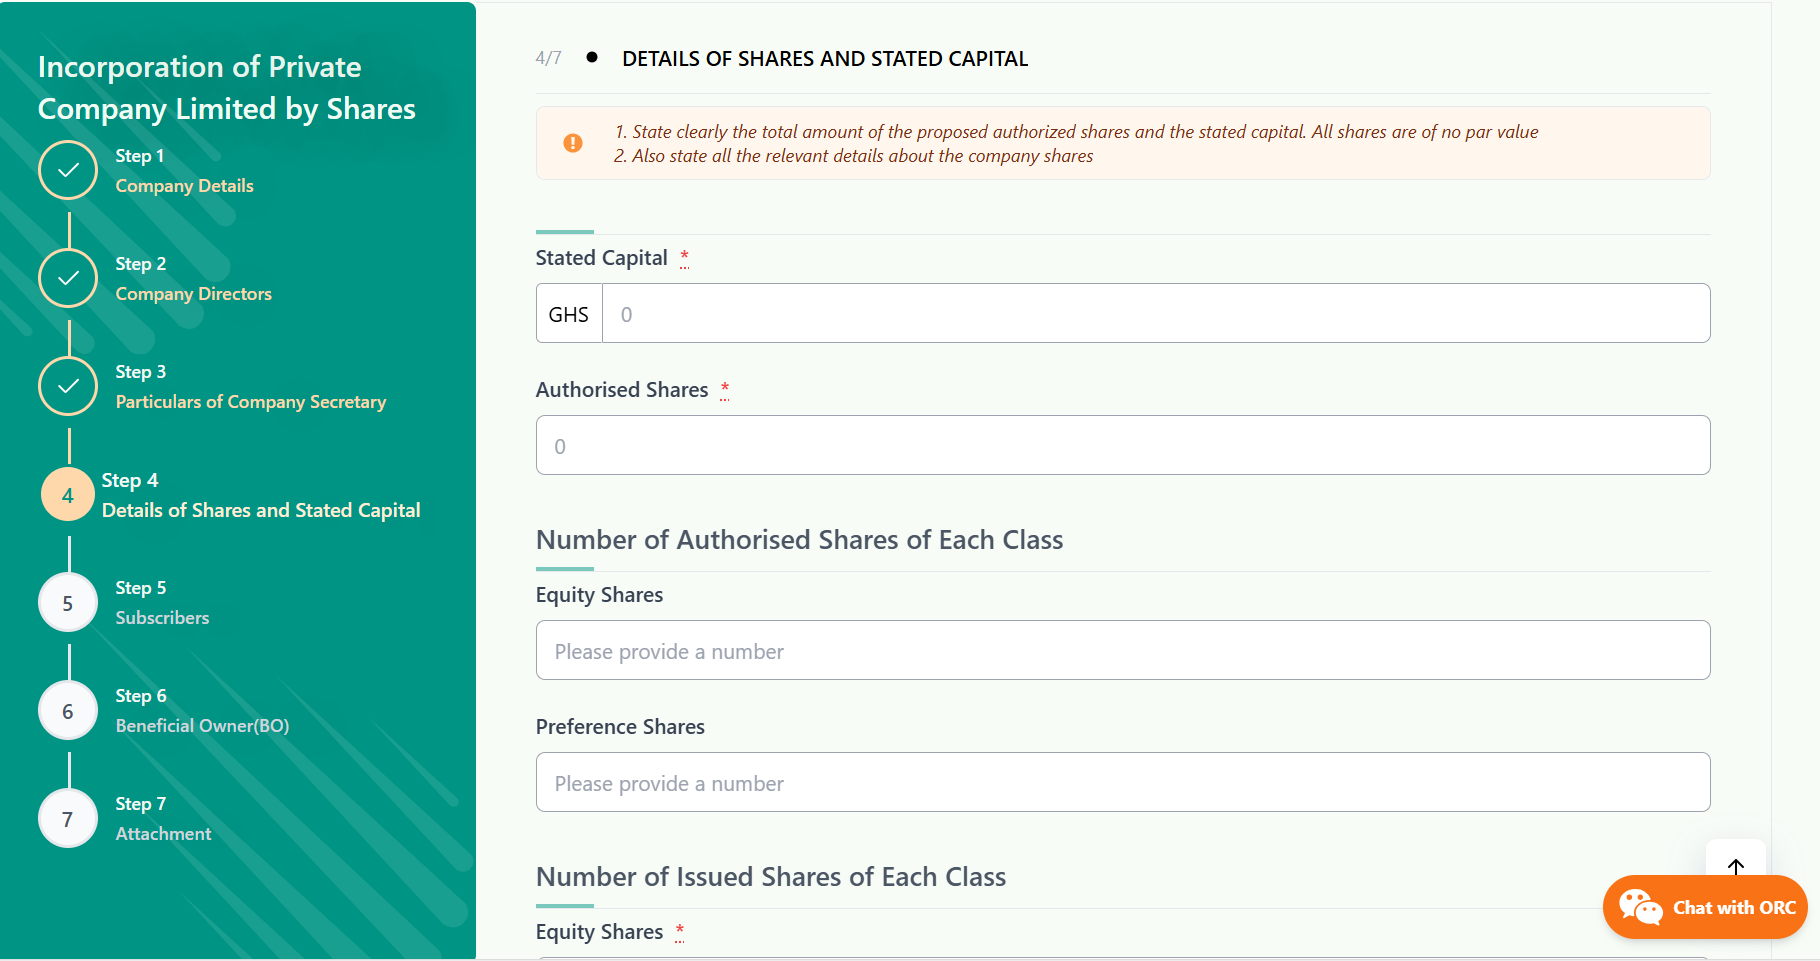 Incorporation of Private
Company Limited by Shares
Step 1
Company Details
Step 2
Company Directors
Step 3
Particulars of Company Secretary
4
Step 4
Details of Shares and Stated Capital
5
Step 5
Subscribers
6
Step 6
Beneficial Owner(BO)
7
Step 7
Attachment
4/7 ● DETAILS OF SHARES AND STATED CAPITAL
1. State clearly the total amount of the proposed authorized shares and the stated capital. All shares are of no par value
2. Also state all the relevant details about the company shares
Stated Capital *
GHS 0
Authorised Shares *
0
Number of Authorised Shares of Each Class
Equity Shares
Please provide a number
Preference Shares
Please provide a number
Number of Issued Shares of Each Class
Equity Shares *
Chat with ORC